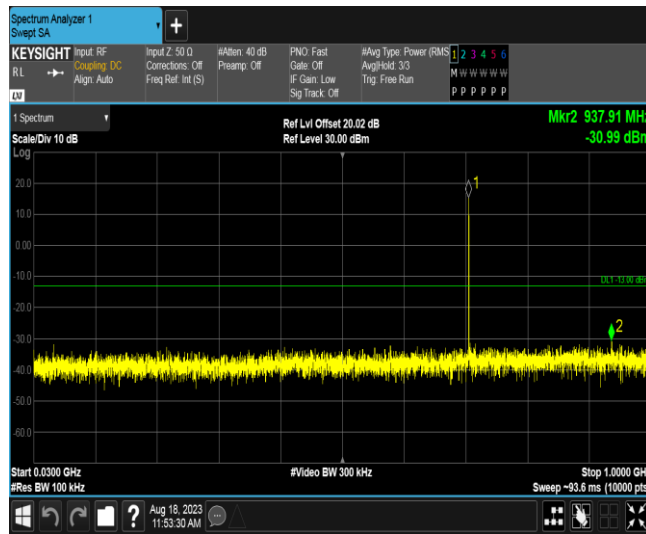 Spectrum Analyzer 1
Swept SA
+
KEYSIGHT Input: RF Input Z: 50 Ω #Atten: 40 dB PNO: Fast #Avg Type: Power (RMS 1 2 3 4 5 6
RL Coupling: DC Corrections: Off Preamp: Off Gate: Off Avg|Hold: 3/3 M W W W W W
Align: Auto Freq Ref: Int (S) IF Gain: Low Trig: Free Run
LXI Sig Track: Off P P P P P P
1 Spectrum Ref Lvl Offset 20.02 dB Mkr2 937.91 MHz
Scale/Div 10 dB Ref Level 30.00 dBm -30.99 dBm
Log
20.0 1
10.0
0.00
-10.0 DL1 -13.00 dBm
-20.0
-30.0 2
-40.0
-50.0
-60.0
Start 0.0300 GHz #Video BW 300 kHz Stop 1.0000 GHz
#Res BW 100 kHz Sweep ~93.6 ms (10000 pts
? Aug 18, 2023
11:53:30 AM